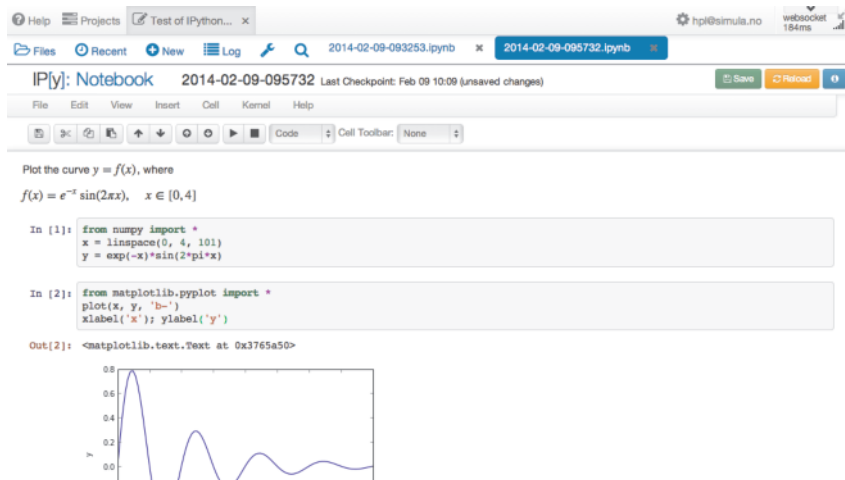 Help Projects Test of IPython... × hpl@simula.no websocket
184ms
Files Recent New Log 2014-02-09-093253.ipynb × 2014-02-09-095732.ipynb ×
IP[y]: Notebook 2014-02-09-095732 Last Checkpoint: Feb 09 10:09 (unsaved changes) Save Reload
File Edit View Insert Cell Kernel Help
Code Cell Toolbar: None
Plot the curve y = f(x), where
f(x) = e^{-x} sin(2πx), x ∈ [0, 4]
In [1]: from numpy import *
x = linspace(0, 4, 101)
y = exp(-x)*sin(2*pi*x)
In [2]: from matplotlib.pyplot import *
plot(x, y, 'b-')
xlabel('x'); ylabel('y')
Out[2]: <matplotlib.text.Text at 0x3765a50>
0.8
0.6
0.4
0.2
y
0.0